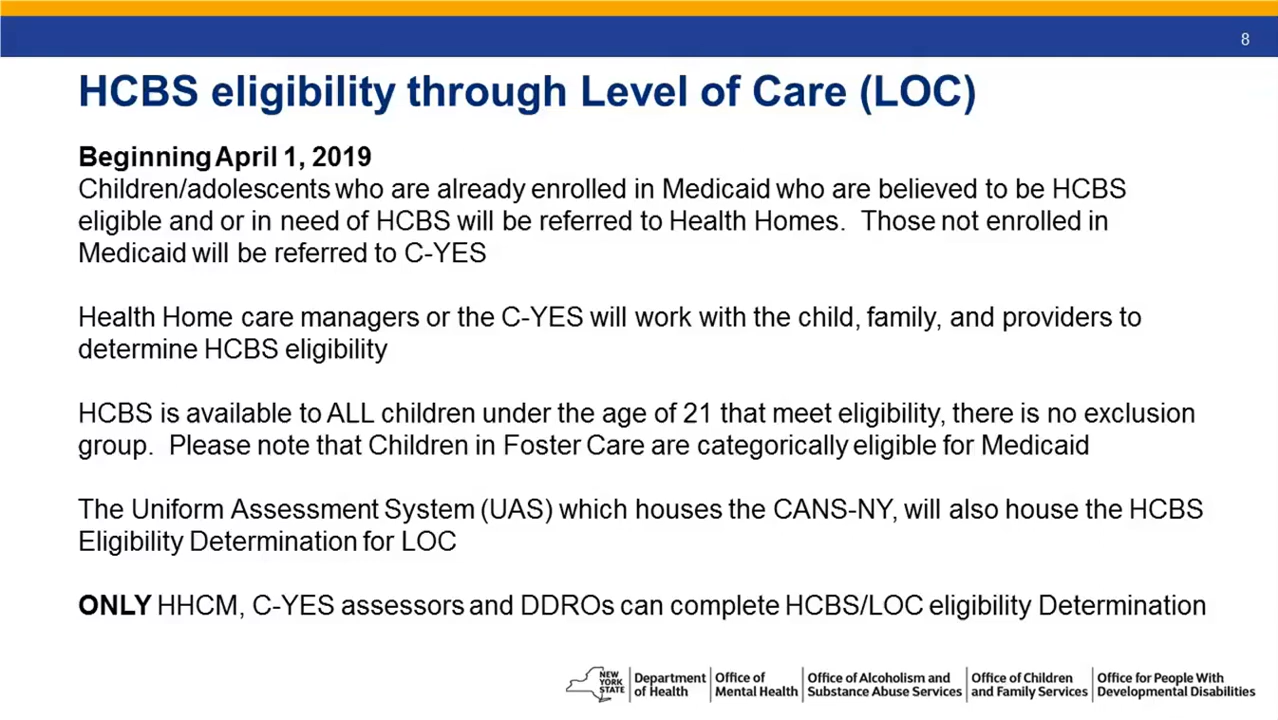 8
HCBS eligibility through Level of Care (LOC)
Beginning April 1, 2019
Children/adolescents who are already enrolled in Medicaid who are believed to be HCBS
eligible and or in need of HCBS will be referred to Health Homes. Those not enrolled in
Medicaid will be referred to C-YES
Health Home care managers or the C-YES will work with the child, family, and providers to
determine HCBS eligibility
HCBS is available to ALL children under the age of 21 that meet eligibility, there is no exclusion
group. Please note that Children in Foster Care are categorically eligible for Medicaid
The Uniform Assessment System (UAS) which houses the CANS-NY, will also house the HCBS
Eligibility Determination for LOC
ONLY HHCM, C-YES assessors and DDROs can complete HCBS/LOC eligibility Determination
NEW
YORK
STATE
Department
of Health
Office of
Mental Health
Office of Alcoholism and
Substance Abuse Services
Office of Children
and Family Services
Office for People With
Developmental Disabilities